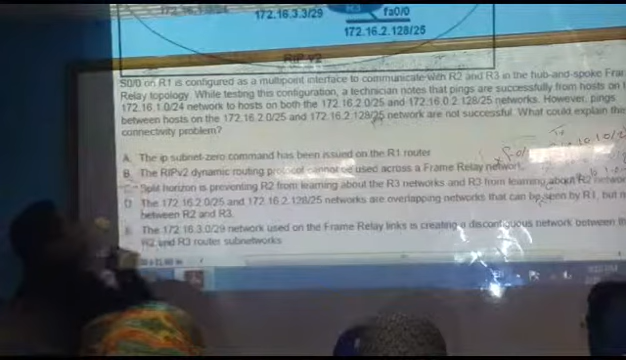 172.16.3.3/29
fa0/0
172.16.2.128/25
RIP v2
S0/0 on R1 is configured as a multipoint interface to communicate with R2 and R3 in the hub-and-spoke Fra
Relay topology. While testing this configuration, a technician notes that pings are successfully from hosts on
172.16.1.0/24 network to hosts on both the 172.16.2.0/25 and 172.16.0.2.128/25 networks. However, pings
between hosts on the 172.16.2.0/25 and 172.16.2.128/25 network are not successful. What could explain the
connectivity problem?
A. The ip subnet-zero command has been issued on the R1 router
B. The RIPv2 dynamic routing protocol cannot be used across a Frame Relay network.
C. Split horizon is preventing R2 from learning about the R3 networks and R3 from learning about R2 networ
D. The 172.16.2.0/25 and 172.16.2.128/25 networks are overlapping networks that can be seen by R1, but n
between R2 and R3.
E. The 172.16.3.0/29 network used on the Frame Relay links is creating a discontiguous network between th
R2 and R3 router subnetworks